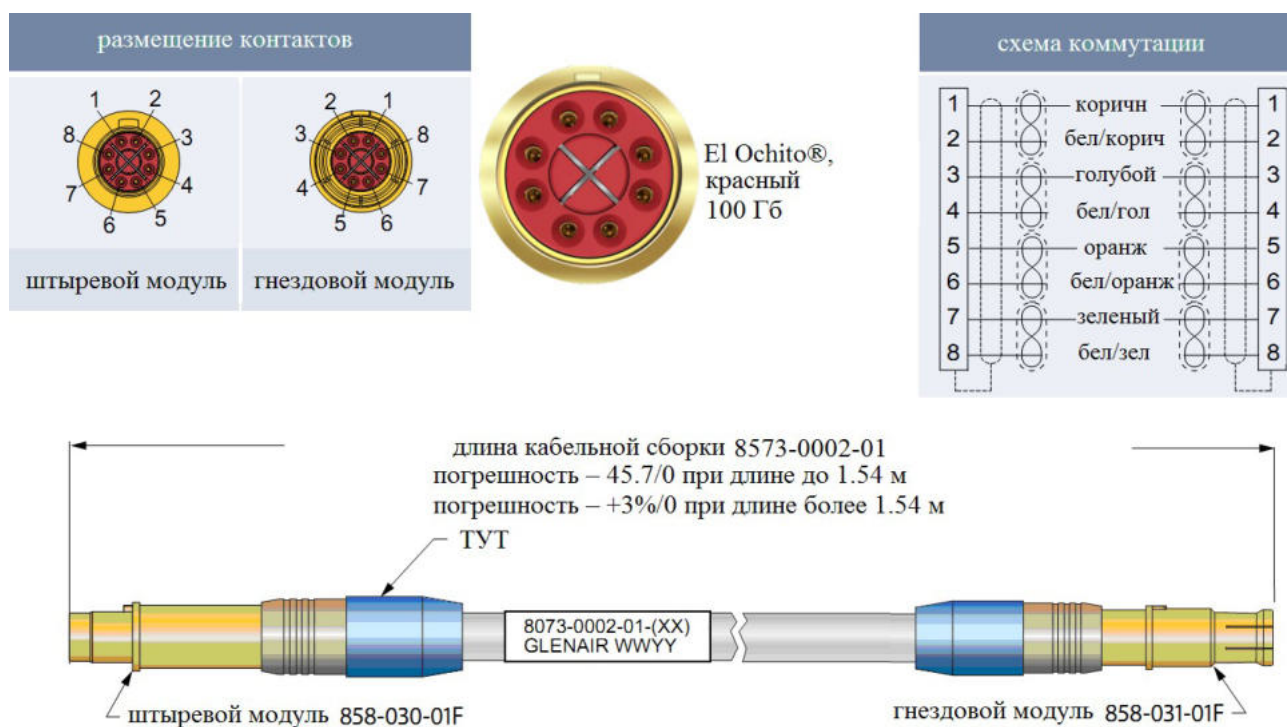 размещение контактов
1
2
8
3
7
4
6
5
штыревой модуль
2
1
3
8
4
7
5
6
гнездовой модуль
El Ochito®,
красный
100 Гб
схема коммутации
1 коричн 1
2 бел/корич 2
3 голубой 3
4 бел/гол 4
5 оранж 5
6 бел/оранж 6
7 зеленый 7
8 бел/зел 8
длина кабельной сборки 8573-0002-01
погрешность – 45.7/0 при длине до 1.54 м
погрешность – +3%/0 при длине более 1.54 м
ТУТ
8073-0002-01-(XX)
GLENAIR WWYY
штыревой модуль 858-030-01F
гнездовой модуль 858-031-01F